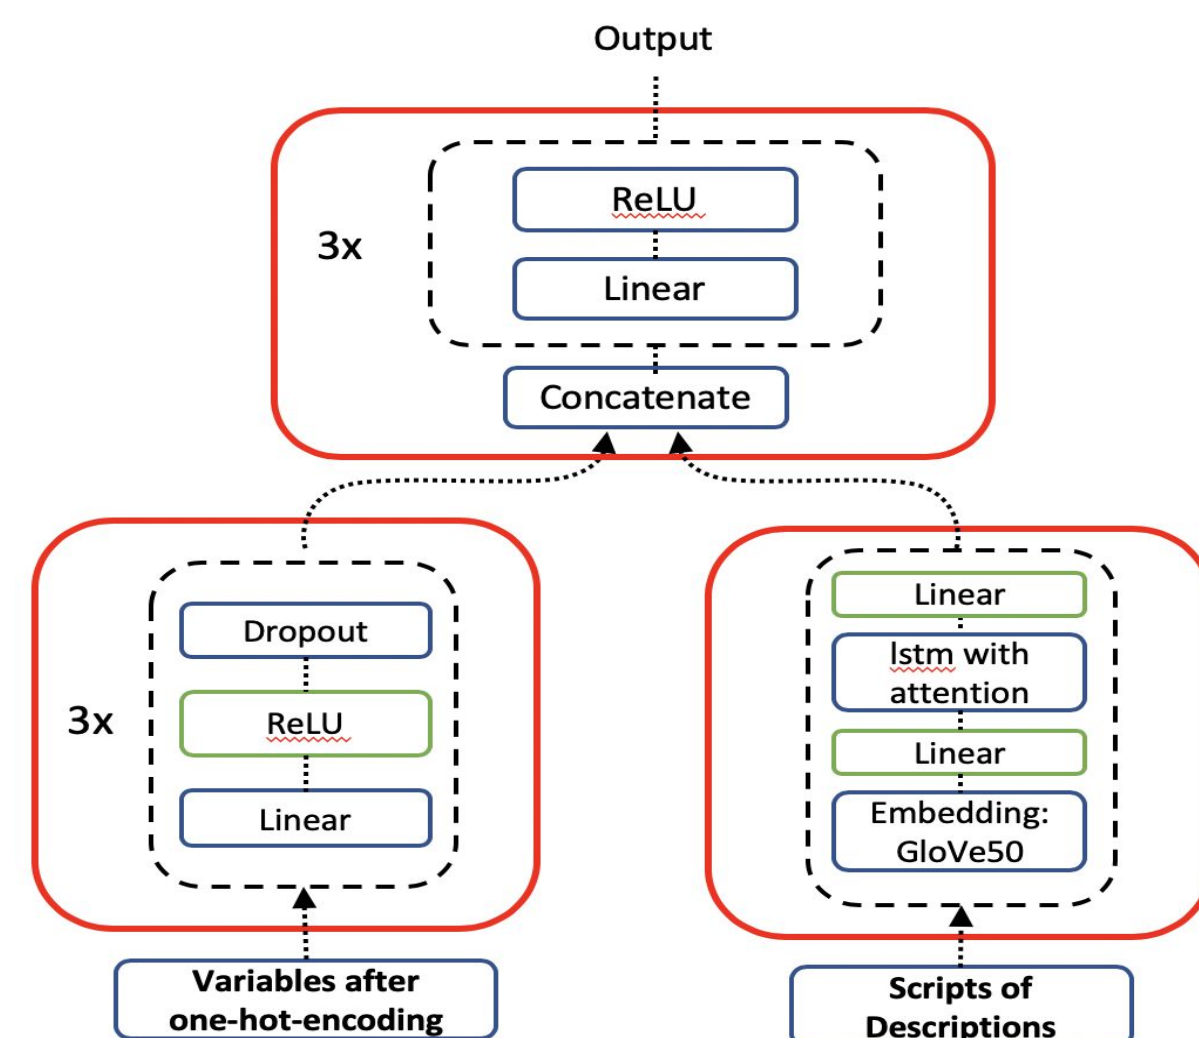 Output
3x
ReLU
Linear
Concatenate
3x
Dropout
ReLU
Linear
Variables after
one-hot-encoding
Linear
lstm with
attention
Linear
Embedding:
GloVe50
Scripts of
Descriptions